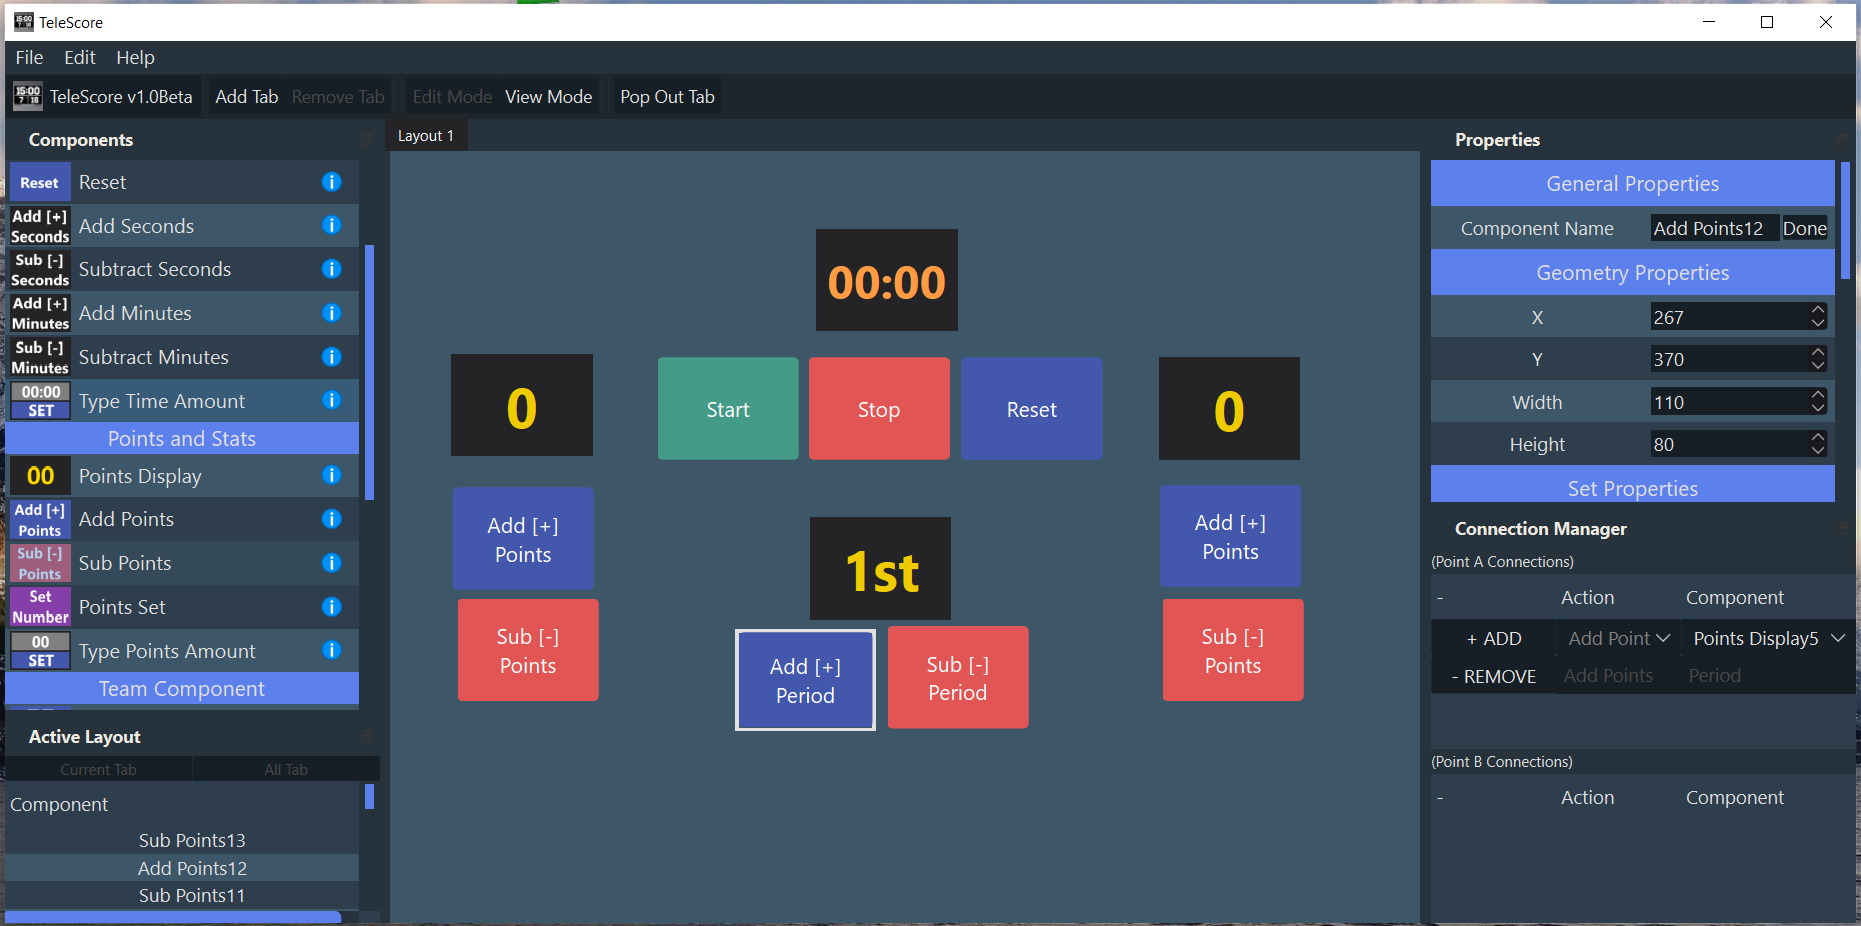 TeleScore
File Edit Help
15:00 7 16 TeleScore v1.0Beta Add Tab Remove Tab Edit Mode View Mode Pop Out Tab
Components
Reset Reset
Add [+] Seconds Add Seconds
Sub [-] Seconds Subtract Seconds
Add [+] Minutes Add Minutes
Sub [-] Minutes Subtract Minutes
00:00 SET Type Time Amount
Points and Stats
00 Points Display
Add [+] Points Add Points
Sub [-] Points Sub Points
Set Number Points Set
00 SET Type Points Amount
Team Component
Active Layout
Current Tab All Tab
Component
Sub Points13
Add Points12
Sub Points11
Layout 1
00:00
0
Start
Stop
Reset
0
Add [+]
Points
1st
Add [+]
Points
Sub [-]
Points
Add [+]
Period
Sub [-]
Period
Sub [-]
Points
Properties
General Properties
Component Name Add Points12 Done
Geometry Properties
X 267
Y 370
Width 110
Height 80
Set Properties
Connection Manager
(Point A Connections)
- Action Component
+ ADD Add Point Points Display5
- REMOVE Add Points Period
(Point B Connections)
- Action Component